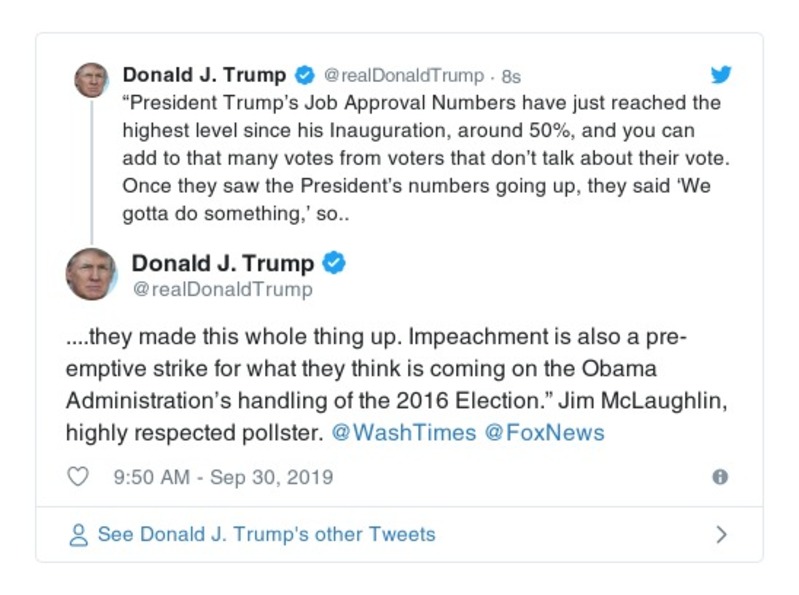 Donald J. Trump @realDonaldTrump · 8s
“President Trump’s Job Approval Numbers have just reached the
highest level since his Inauguration, around 50%, and you can
add to that many votes from voters that don’t talk about their vote.
Once they saw the President’s numbers going up, they said ‘We
gotta do something,’ so..
Donald J. Trump
@realDonaldTrump
....they made this whole thing up. Impeachment is also a pre-
emptive strike for what they think is coming on the Obama
Administration’s handling of the 2016 Election.” Jim McLaughlin,
highly respected pollster. @WashTimes @FoxNews
9:50 AM - Sep 30, 2019
See Donald J. Trump's other Tweets